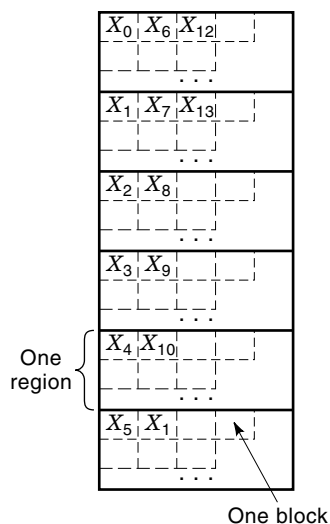 X0 X6 X12
. . .
X1 X7 X13
. . .
X2 X8
. . .
X3 X9
. . .
One region
X4 X10
. . .
X5 X1
. . .
One block